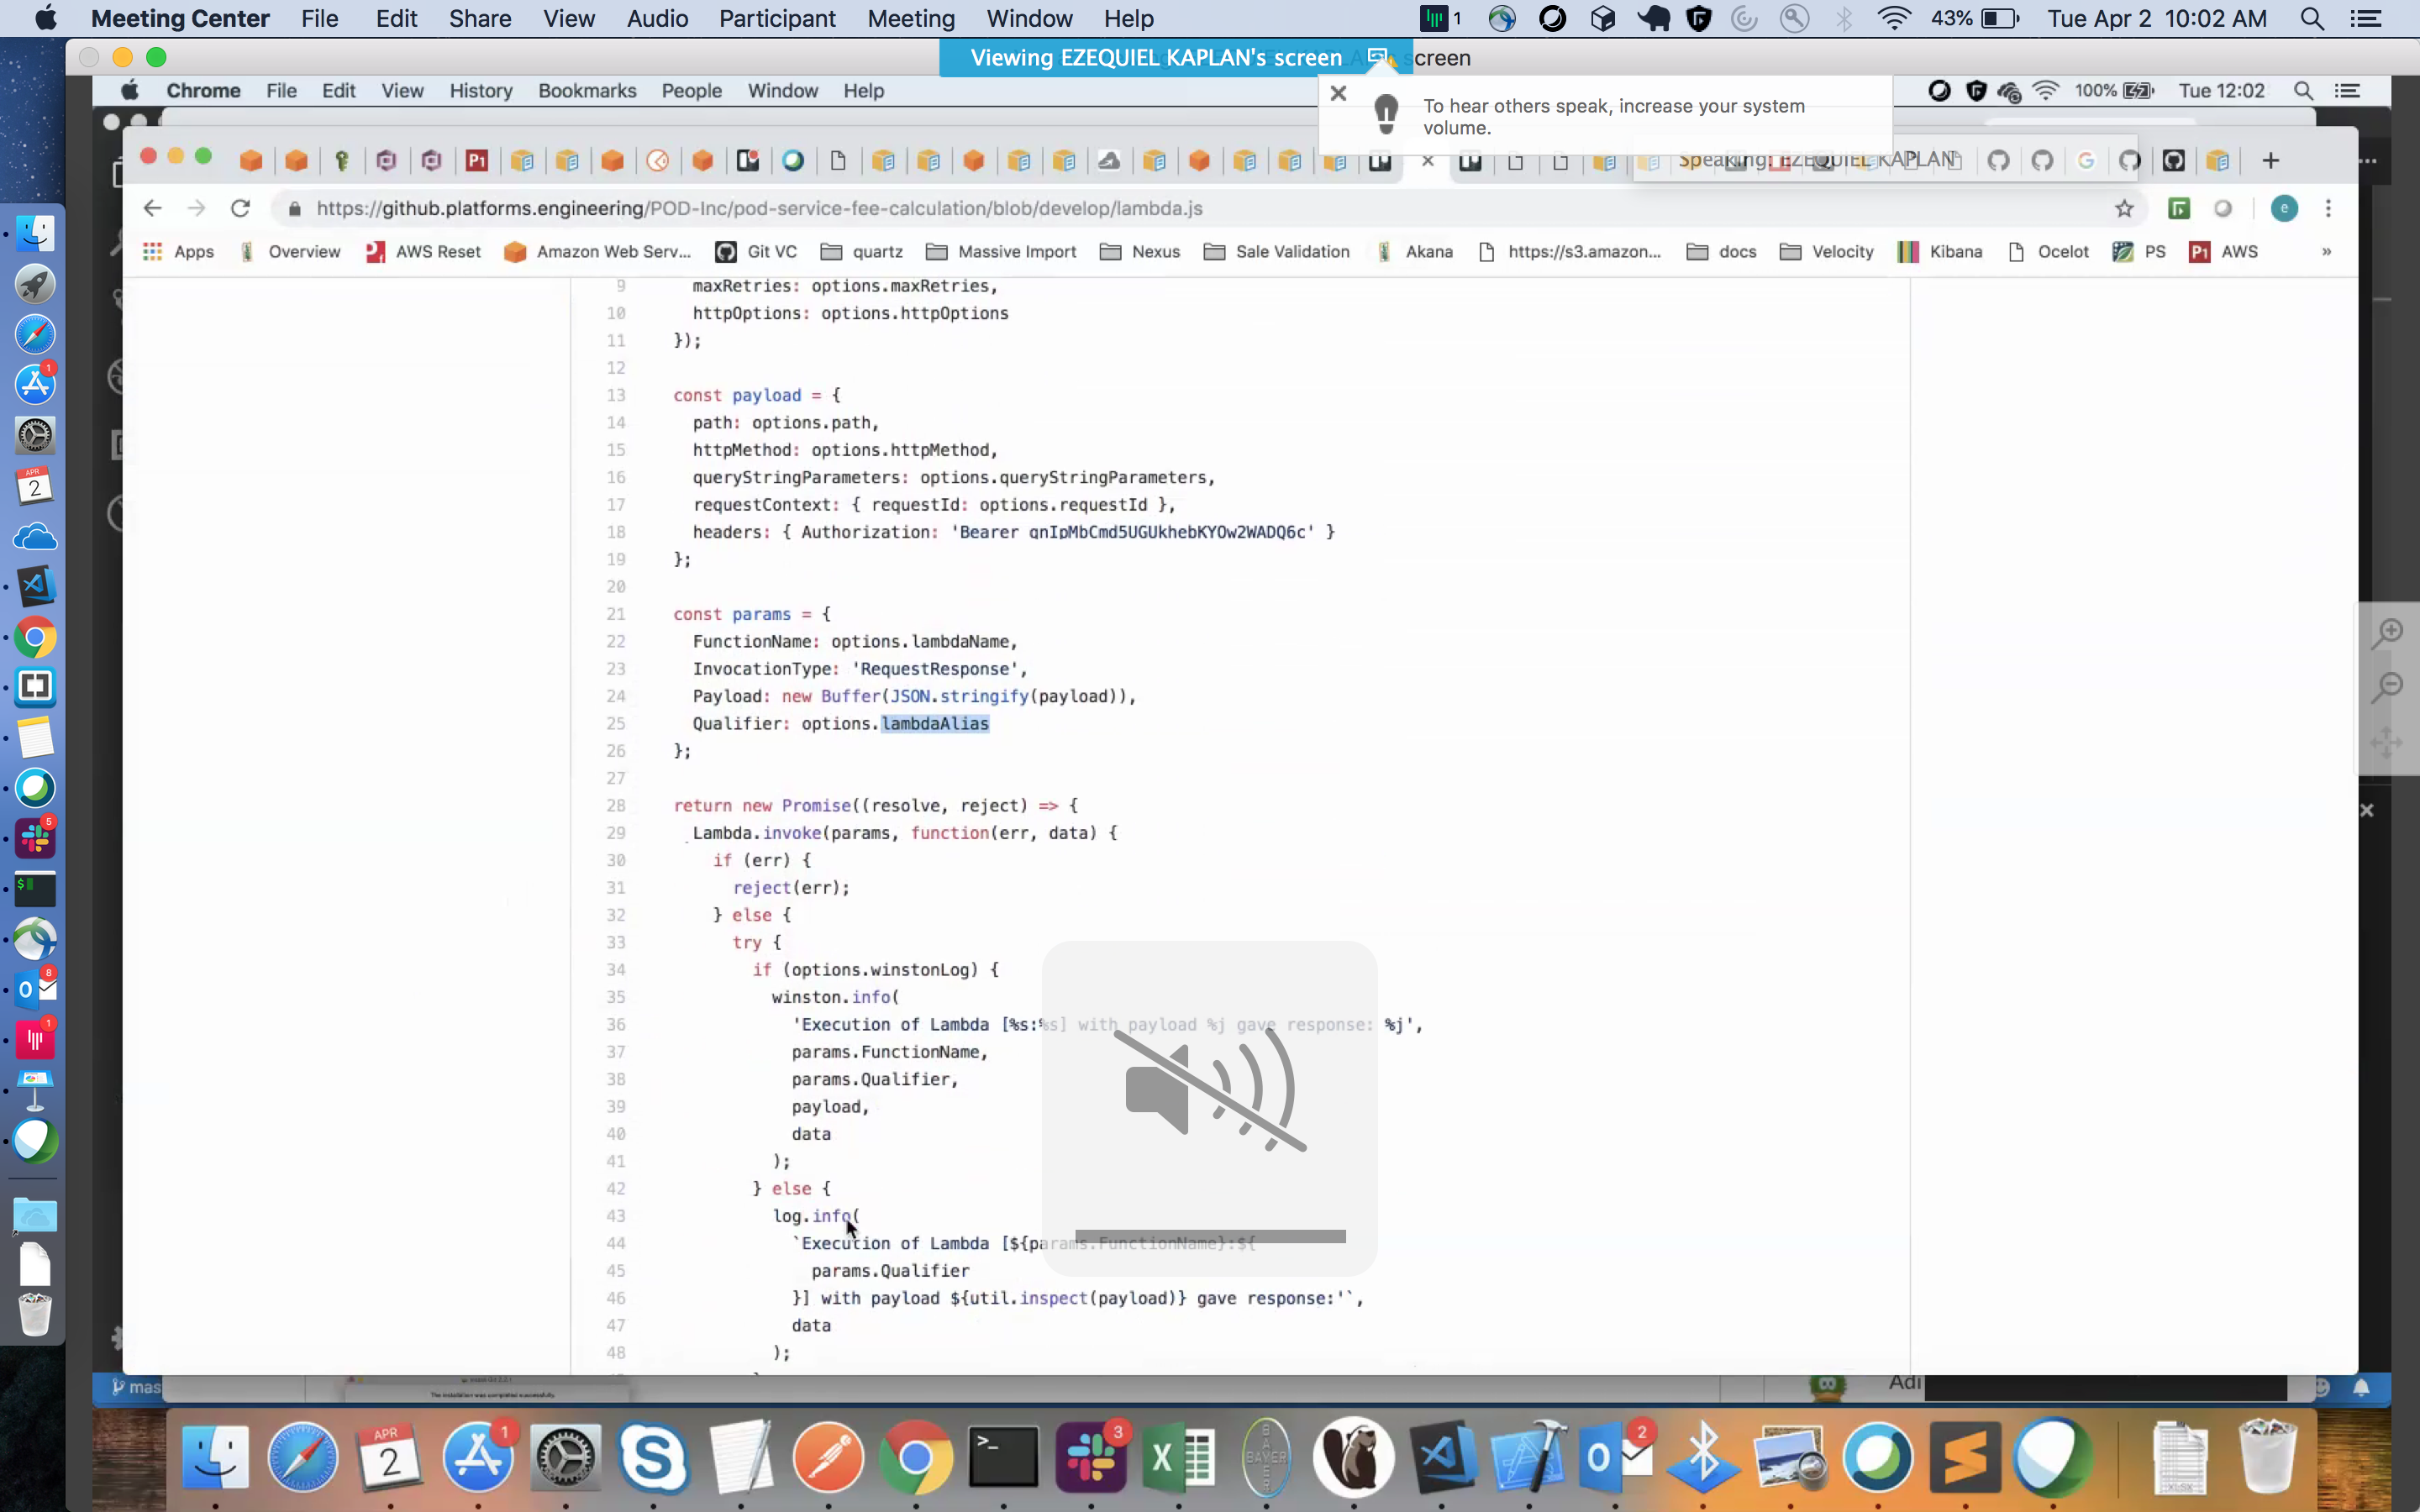 Meeting Center File Edit Share View Audio Participant Meeting Window Help
1 43% Tue Apr 2 10:02 AM
Viewing EZEQUIEL KAPLAN's screen
screen
Chrome File Edit View History Bookmarks People Window Help
100% Tue 12:02
To hear others speak, increase your system
volume.
Speaking: EZEQUIEL KAPLAN
https://github.platforms.engineering/POD-Inc/pod-service-fee-calculation/blob/develop/lambda.js
Apps Overview AWS Reset Amazon Web Serv... Git VC quartz Massive Import Nexus Sale Validation Akana https://s3.amazon... docs Velocity Kibana Ocelot PS AWS »
9 maxRetries: options.maxRetries,
10 httpOptions: options.httpOptions
11 });
12
13 const payload = {
14 path: options.path,
15 httpMethod: options.httpMethod,
16 queryStringParameters: options.queryStringParameters,
17 requestContext: { requestId: options.requestId },
18 headers: { Authorization: 'Bearer ' }
19 };
20
21 const params = {
22 FunctionName: options.lambdaName,
23 InvocationType: 'RequestResponse',
24 Payload: new Buffer(JSON.stringify(payload)),
25 Qualifier: options.lambdaAlias
26 };
27
28 return new Promise((resolve, reject) => {
29 Lambda.invoke(params, function(err, data) {
30 if (err) {
31 reject(err);
32 } else {
33 try {
34 if (options.winstonLog) {
35 winston.info(
36 'Execution of Lambda [%s:%s] with payload %j gave response: %j',
37 params.FunctionName,
38 params.Qualifier,
39 payload,
40 data
41 );
42 } else {
43 log.info(
44 `Execution of Lambda [${params.FunctionName}:${
45 params.Qualifier
46 }] with payload ${util.inspect(payload)} gave response:'`,
47 data
48 );
mas
The installation was completed successfully.
Adi